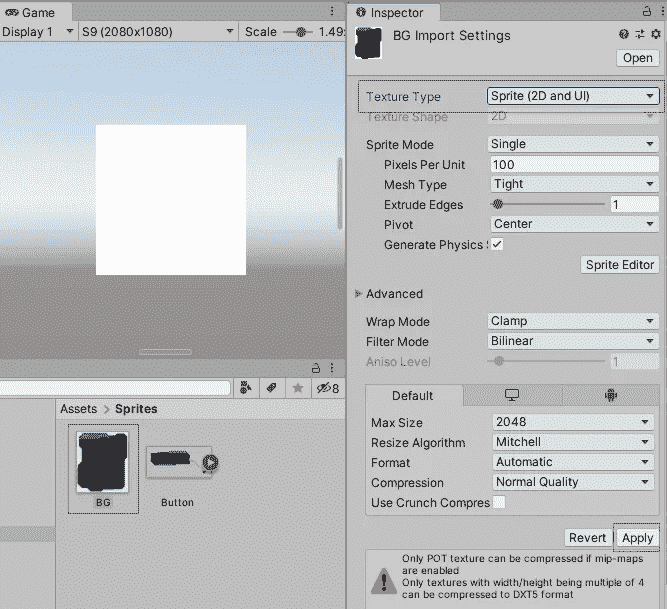 Game
Display 1 S9 (2080x1080) Scale 1.49
Inspector
BG Import Settings
Open
Texture Type Sprite (2D and UI)
Texture Shape 2D
Sprite Mode Single
Pixels Per Unit 100
Mesh Type Tight
Extrude Edges 1
Pivot Center
Generate Physics
Sprite Editor
Advanced
Wrap Mode Clamp
Filter Mode Bilinear
Aniso Level 1
8
Assets > Sprites
BG
Button
Default
Max Size 2048
Resize Algorithm Mitchell
Format Automatic
Compression Normal Quality
Use Crunch Compres
Revert Apply
Only POT texture can be compressed if mip-maps
are enabled
Only textures with width/height being multiple of 4
can be compressed to DXT5 format